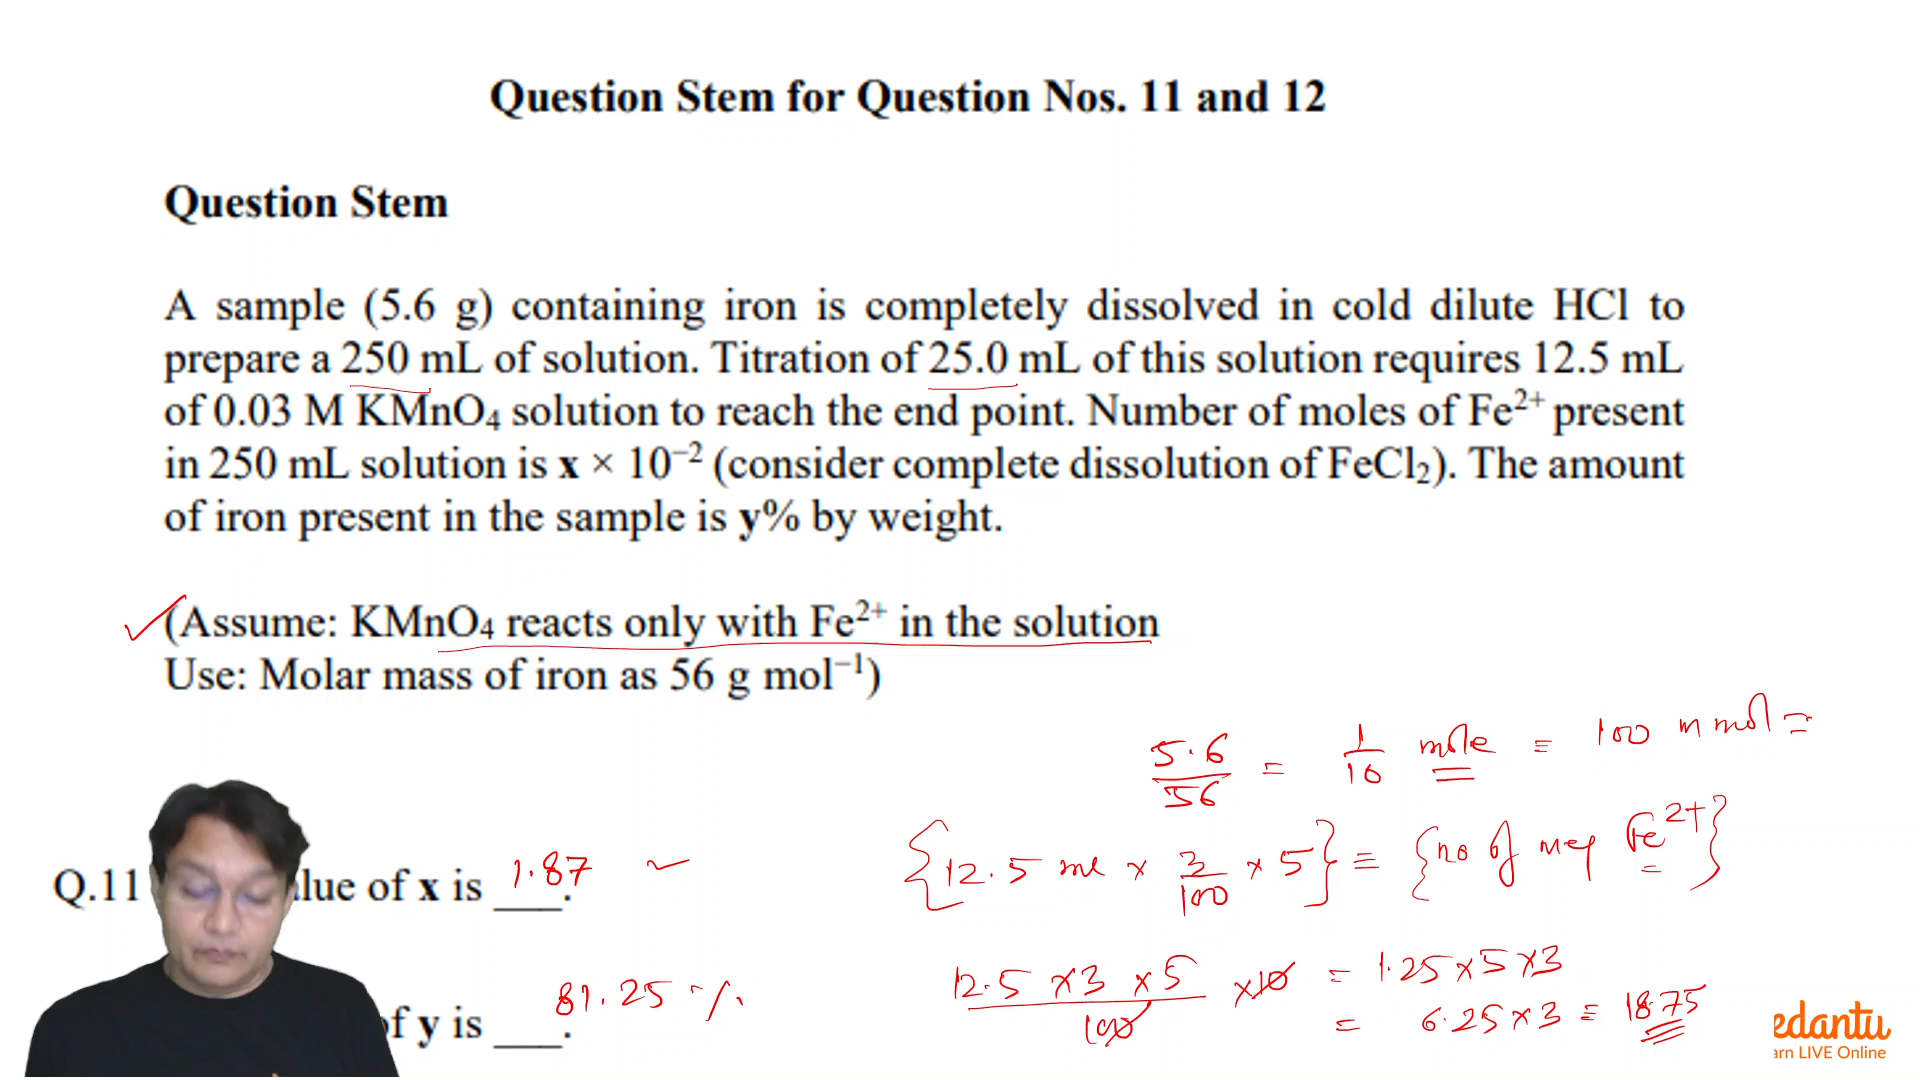 Question Stem for Question Nos. 11 and 12
Question Stem
A sample (5.6 g) containing iron is completely dissolved in cold dilute HCl to
prepare a 250 mL of solution. Titration of 25.0 mL of this solution requires 12.5 mL
of 0.03 M KMnO₄ solution to reach the end point. Number of moles of Fe²⁺ present
in 250 mL solution is x × 10⁻² (consider complete dissolution of FeCl₂). The amount
of iron present in the sample is y% by weight.
(Assume: KMnO₄ reacts only with Fe²⁺ in the solution
Use: Molar mass of iron as 56 g mol⁻¹)
5.6/56 = 1/10 mole = 100 m mol =
{12.5 ml × 3/100 × 5} = {no of meq Fe²⁺}
Q.11 lue of x is 1.87.
12.5 × 3 × 5/100 × 10 = 1.25 × 5 × 3
= 6.25 × 3 = 18.75
of y is 81.25 %.
edantu
arn LIVE Online